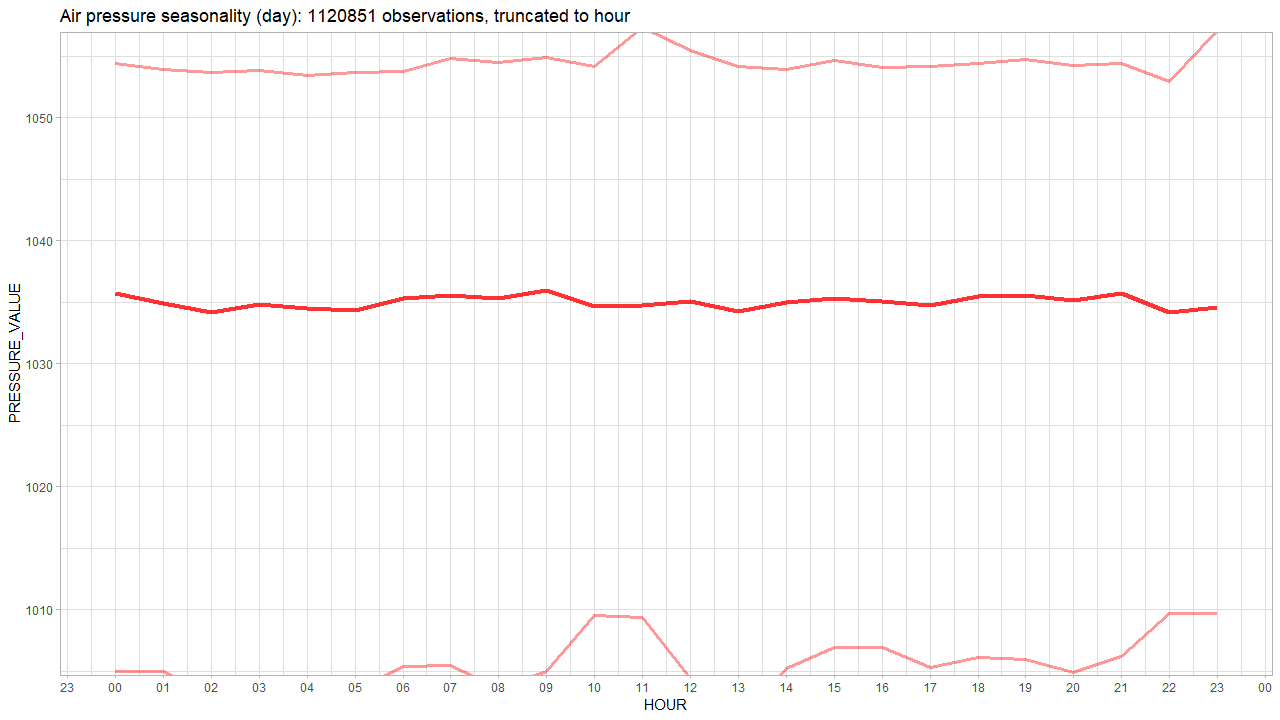 Air pressure seasonality (day): 1120851 observations, truncated to hour
PRESSURE_VALUE
1050
1040
1030
1020
1010
23 00 01 02 03 04 05 06 07 08 09 10 11 12 13 14 15 16 17 18 19 20 21 22 23 00
HOUR